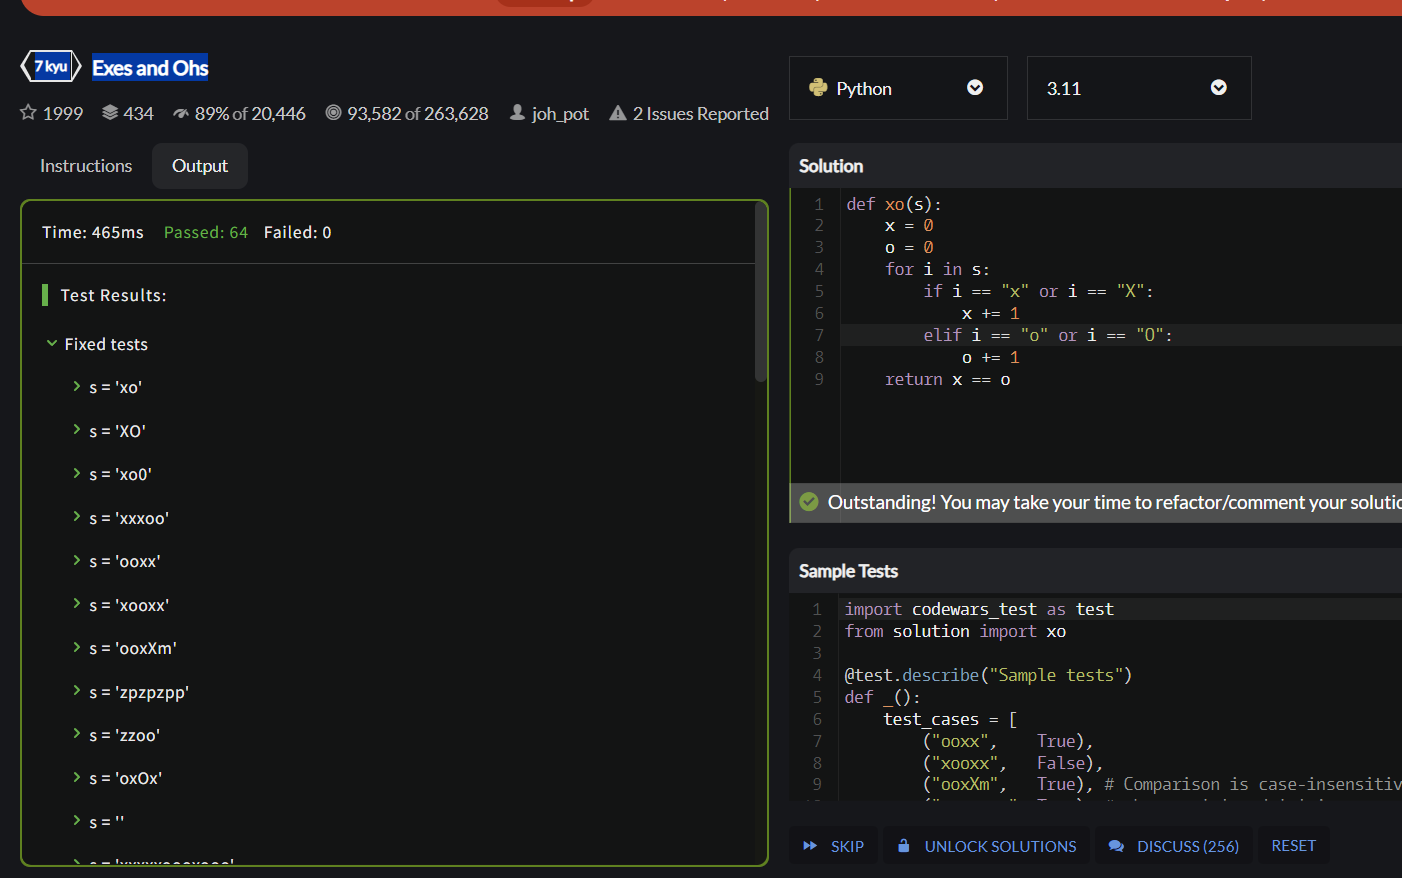 7 kyu Exes and Ohs
1999 434 89% of 20,446 93,582 of 263,628 joh_pot 2 Issues Reported
Instructions Output
Time: 465ms Passed: 64 Failed: 0
Test Results:
Fixed tests
s = 'xo'
s = 'XO'
s = 'xo0'
s = 'xxxoo'
s = 'ooxx'
s = 'xooxx'
s = 'ooxXm'
s = 'zpzpzpp'
s = 'zzoo'
s = 'oxOx'
s = ''
Python 3.11
Solution
1 def xo(s):
2     x = 0
3     o = 0
4     for i in s:
5         if i == "x" or i == "X":
6             x += 1
7         elif i == "o" or i == "O":
8             o += 1
9     return x == o
Outstanding! You may take your time to refactor/comment your
Sample Tests
1 import codewars_test as test
2 from solution import xo
3
4 @test.describe("Sample tests")
5 def _():
6     test_cases = [
7         ("ooxx",    True),
8         ("xooxx",   False),
9         ("ooxXm",   True), # Comparison is
SKIP UNLOCK SOLUTIONS DISCUSS (256) RESET